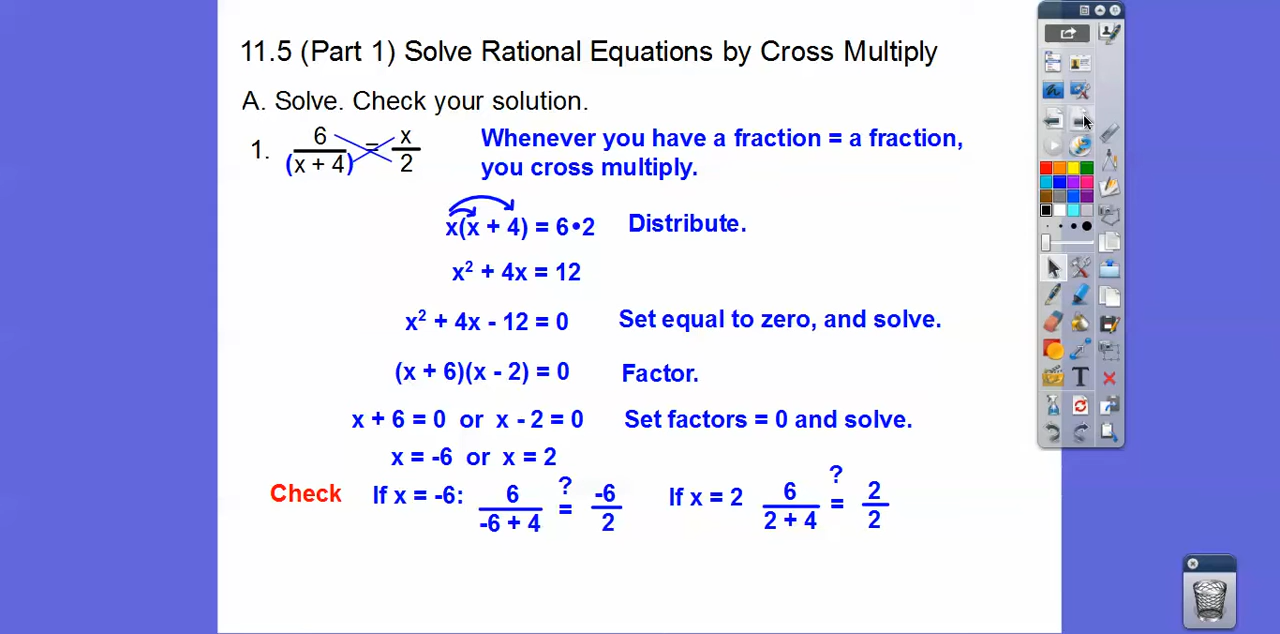 11.5 (Part 1) Solve Rational Equations by Cross Multiply
A. Solve. Check your solution.
1. 6/(x + 4) = x/2
Whenever you have a fraction = a fraction,
you cross multiply.
x(x + 4) = 6•2 Distribute.
x² + 4x = 12
x² + 4x - 12 = 0 Set equal to zero, and solve.
(x + 6)(x - 2) = 0 Factor.
x + 6 = 0 or x - 2 = 0 Set factors = 0 and solve.
x = -6 or x = 2
Check If x = -6: 6/(-6 + 4) ?= -6/2 If x = 2 6/(2 + 4) ?= 2/2
T